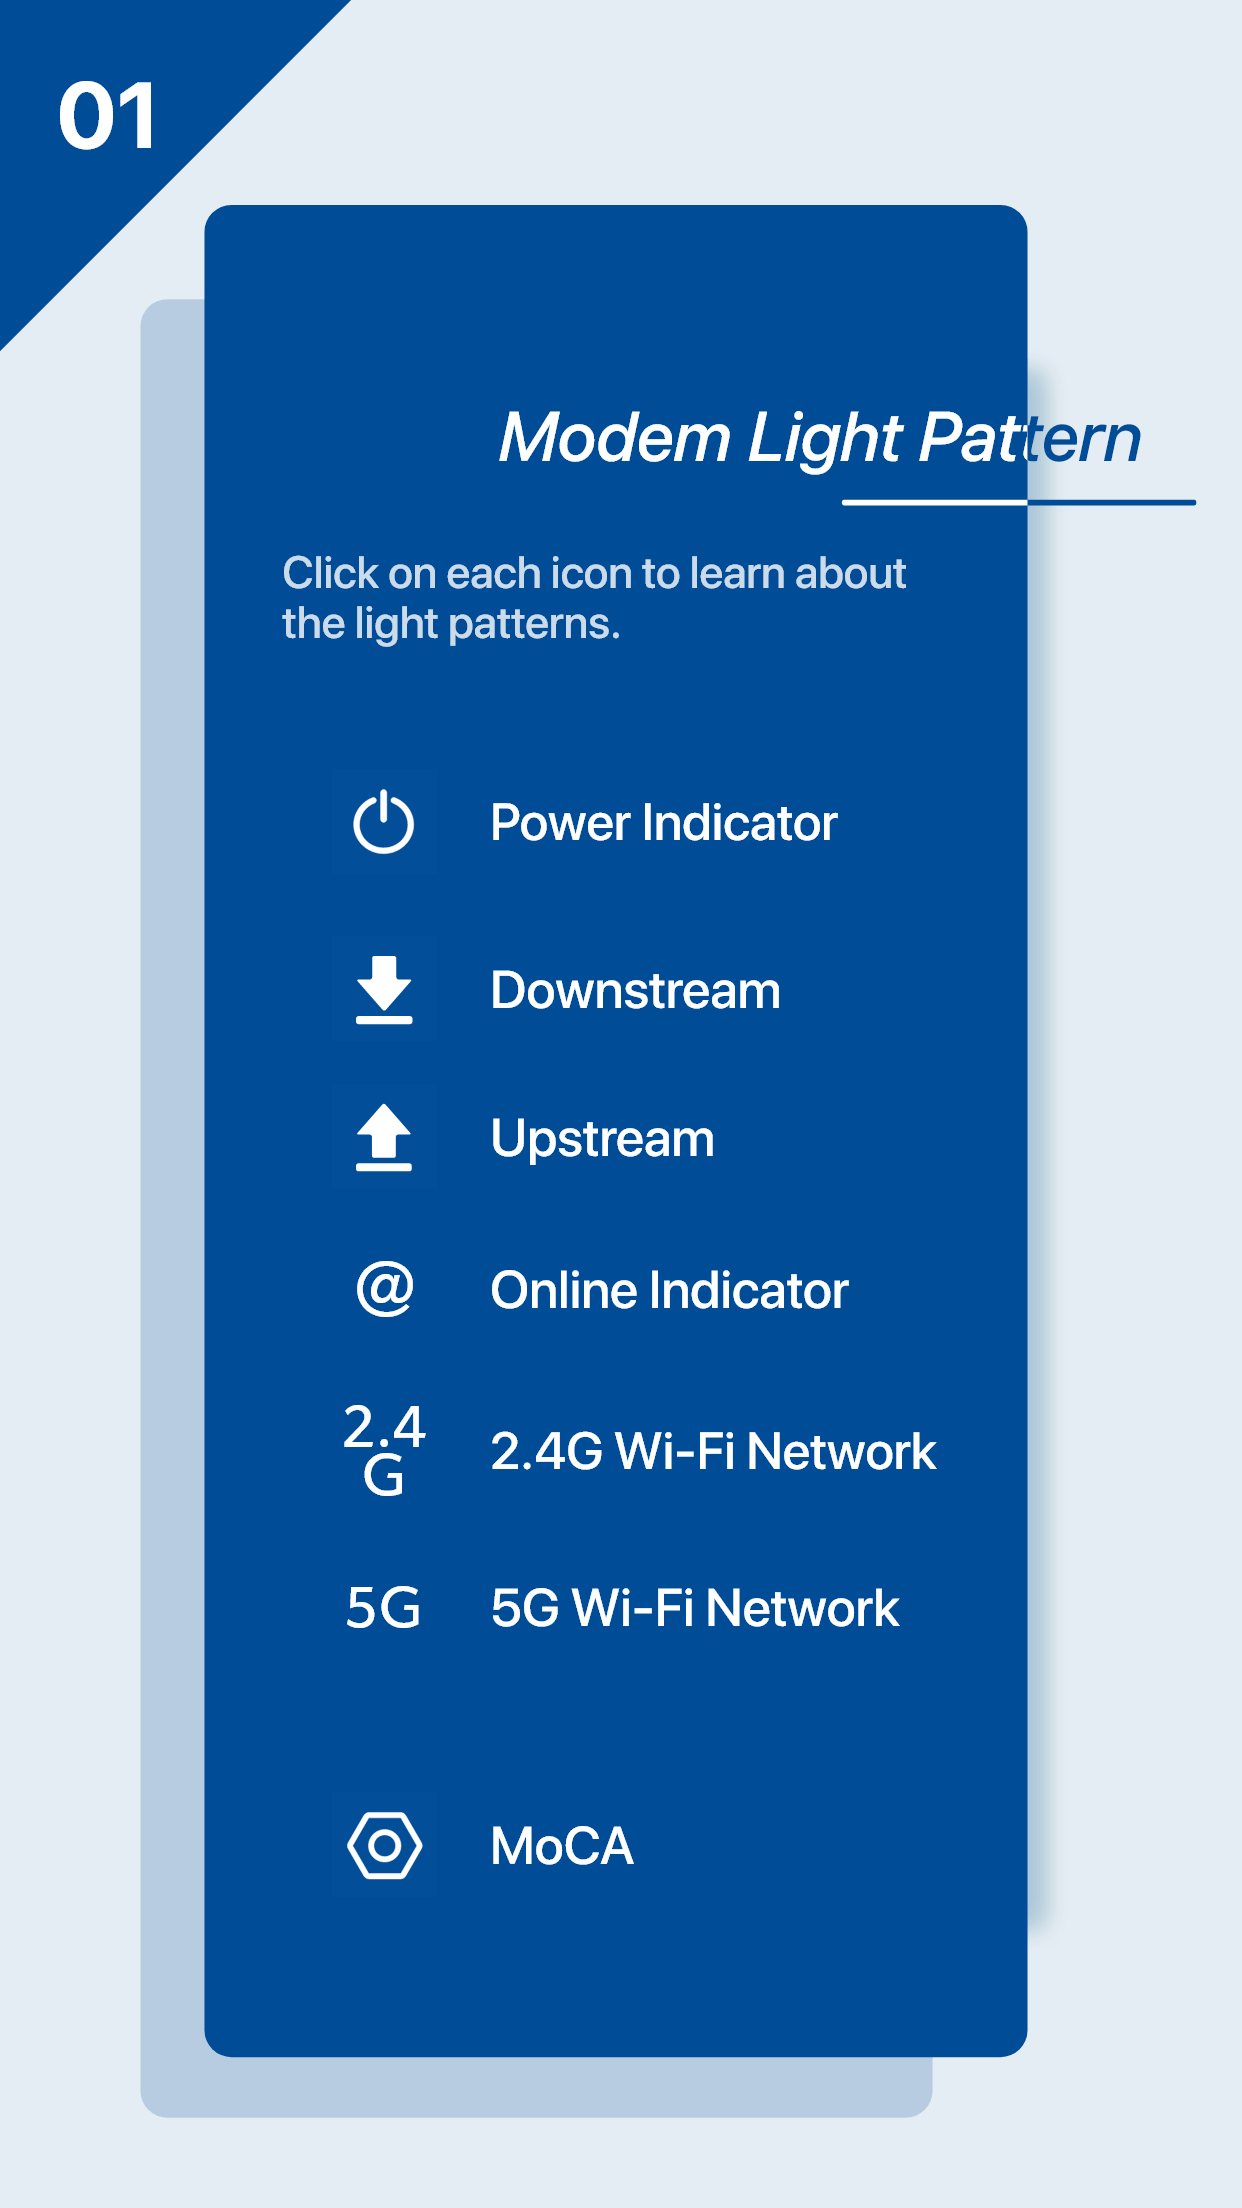 01
Modem Light Pattern
Click on each icon to learn about
the light patterns.
Power Indicator
Downstream
Upstream
@ Online Indicator
2.4
G
2.4G Wi-Fi Network
5G 5G Wi-Fi Network
MoCA